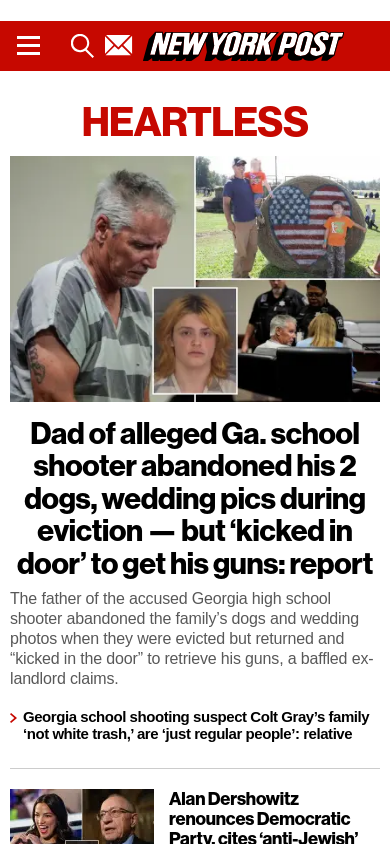 NEW YORK POST
HEARTLESS
Dad of alleged Ga. school
shooter abandoned his 2
dogs, wedding pics during
eviction — but ‘kicked in
door’ to get his guns: report
The father of the accused Georgia high school
shooter abandoned the family’s dogs and wedding
photos when they were evicted but returned and
“kicked in the door” to retrieve his guns, a baffled ex-
landlord claims.
Georgia school shooting suspect Colt Gray’s family
‘not white trash,’ are ‘just regular people’: relative
Alan Dershowitz
renounces Democratic
Party, cites ‘anti-Jewish’